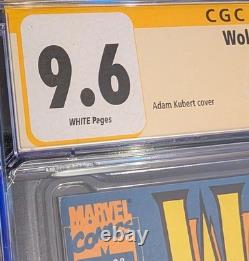 CGC
Wol
9.6
WHITE Pages
Adam Kubert cover
MARVEL
COMICS
W